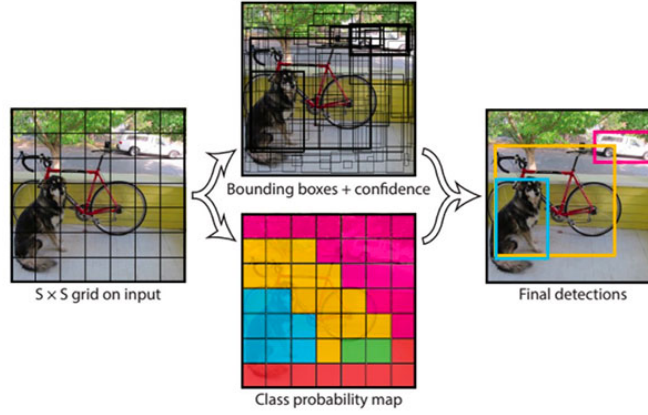 Bounding boxes + confidence
S × S grid on input
Final detections
Class probability map